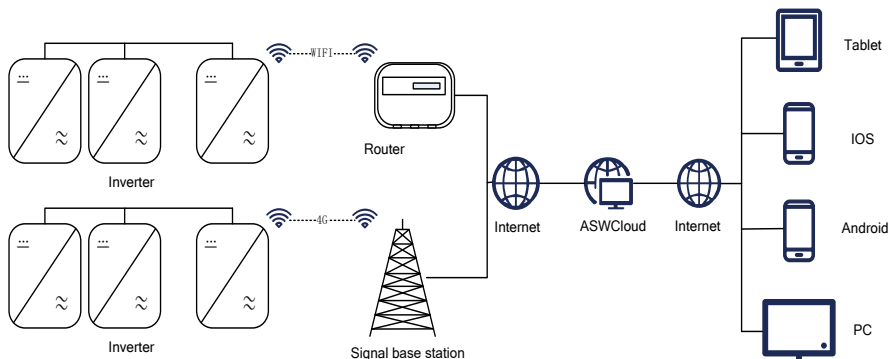 WIFI
Tablet
Router
Inverter
IOS
Internet
ASWCloud
Internet
4G
Android
Inverter
Signal base station
PC